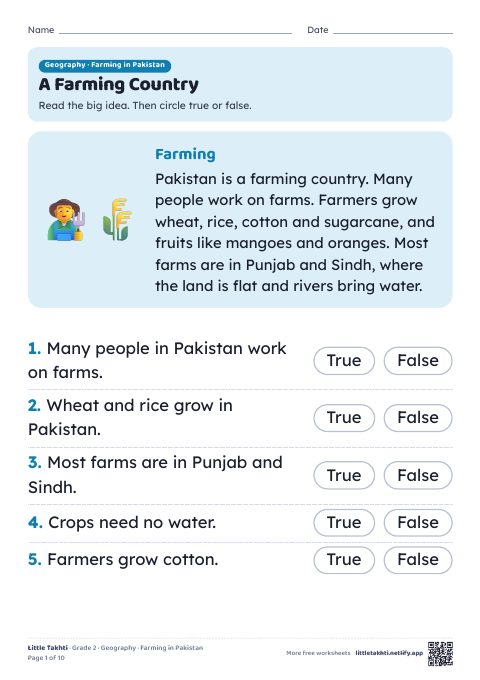 Name Date
Geography · Farming in Pakistan
A Farming Country
Read the big idea. Then circle true or false.
Farming
Pakistan is a farming country. Many
people work on farms. Farmers grow
wheat, rice, cotton and sugarcane, and
fruits like mangoes and oranges. Most
farms are in Punjab and Sindh, where
the land is flat and rivers bring water.
1. Many people in Pakistan work
on farms.
True False
2. Wheat and rice grow in
Pakistan.
True False
3. Most farms are in Punjab and
Sindh.
True False
4. Crops need no water. True False
5. Farmers grow cotton. True False
Little Takhti · Grade 2 · Geography · Farming in Pakistan
Page 1 of 10
More free worksheets · littletakhti.netlify.app